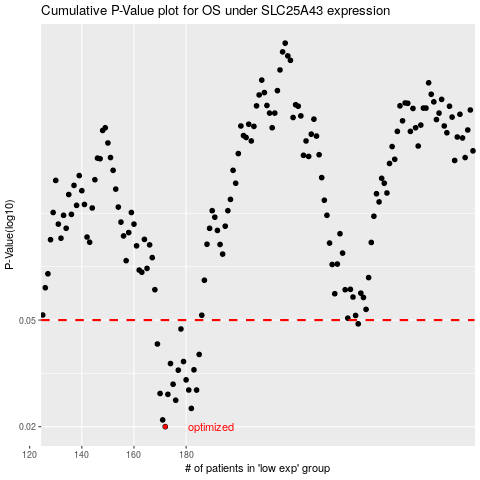 Cumulative P-Value plot for OS under SLC25A43 expression
P-Value(log10)
0.05
0.02
optimized
120
140
160
180
# of patients in 'low exp' group